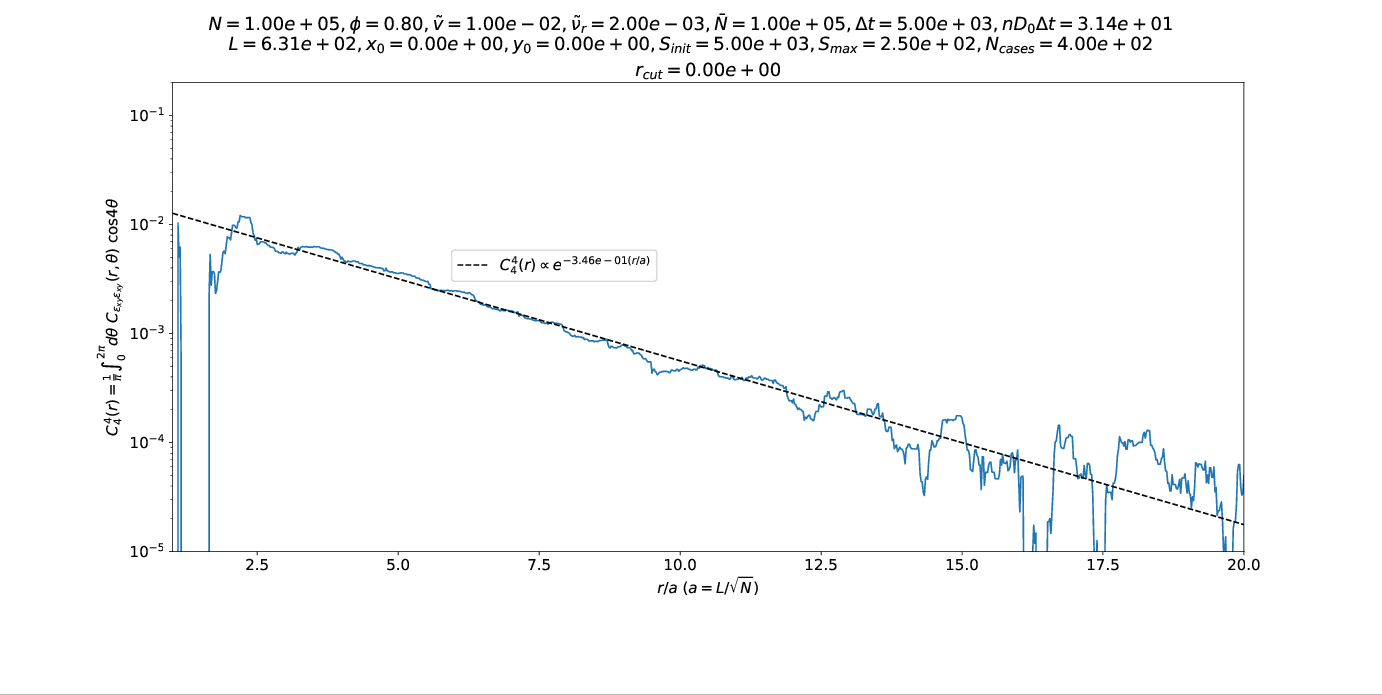 N = 1.00e + 05, ϕ = 0.80, ṽ = 1.00e − 02, ν̃_r = 2.00e − 03, N̄ = 1.00e + 05, Δt = 5.00e + 03, nD_0Δt = 3.14e + 01
L = 6.31e + 02, x_0 = 0.00e + 00, y_0 = 0.00e + 00, S_init = 5.00e + 03, S_max = 2.50e + 02, N_cases = 4.00e + 02
r_cut = 0.00e + 00
10^−1
10^−2
10^−3
10^−4
10^−5
C_4^4(r) = 1/π ∫_0^2π dθ C_ε_xyε_xy(r, θ) cos4θ
C_4^4(r) ∝ e^−3.46e − 01(r/a)
2.5 5.0 7.5 10.0 12.5 15.0 17.5 20.0
r/a (a = L/√N)